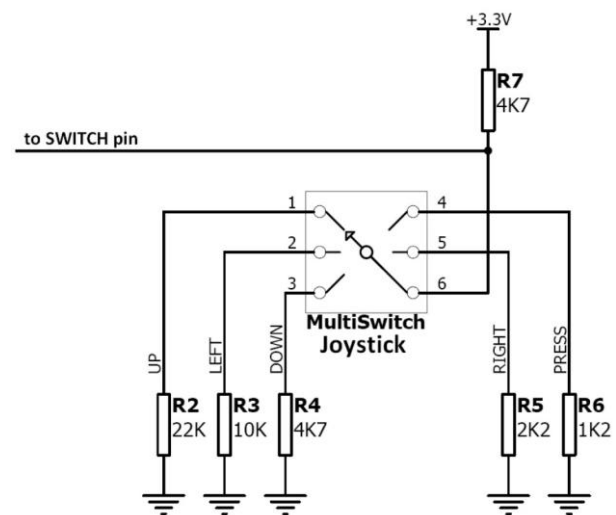 +3.3V
R7
4K7
to SWITCH pin
1
4
2
5
3
6
MultiSwitch
Joystick
UP
LEFT
DOWN
RIGHT
PRESS
R2
22K
R3
10K
R4
4K7
R5
2K2
R6
1K2